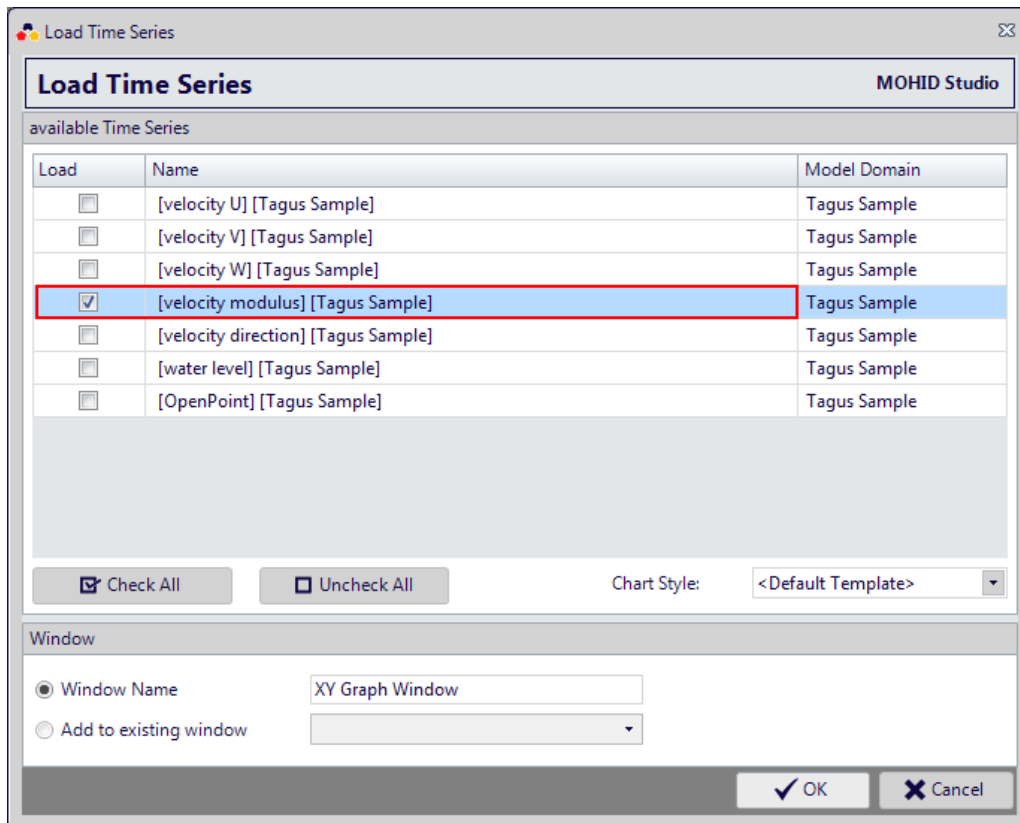 Load Time Series
Load Time Series MOHID Studio
available Time Series
Load Name Model Domain
[velocity U] [Tagus Sample] Tagus Sample
[velocity V] [Tagus Sample] Tagus Sample
[velocity W] [Tagus Sample] Tagus Sample
[velocity modulus] [Tagus Sample] Tagus Sample
[velocity direction] [Tagus Sample] Tagus Sample
[water level] [Tagus Sample] Tagus Sample
[OpenPoint] [Tagus Sample] Tagus Sample
Check All Uncheck All Chart Style: <Default Template>
Window
Window Name XY Graph Window
Add to existing window
OK Cancel